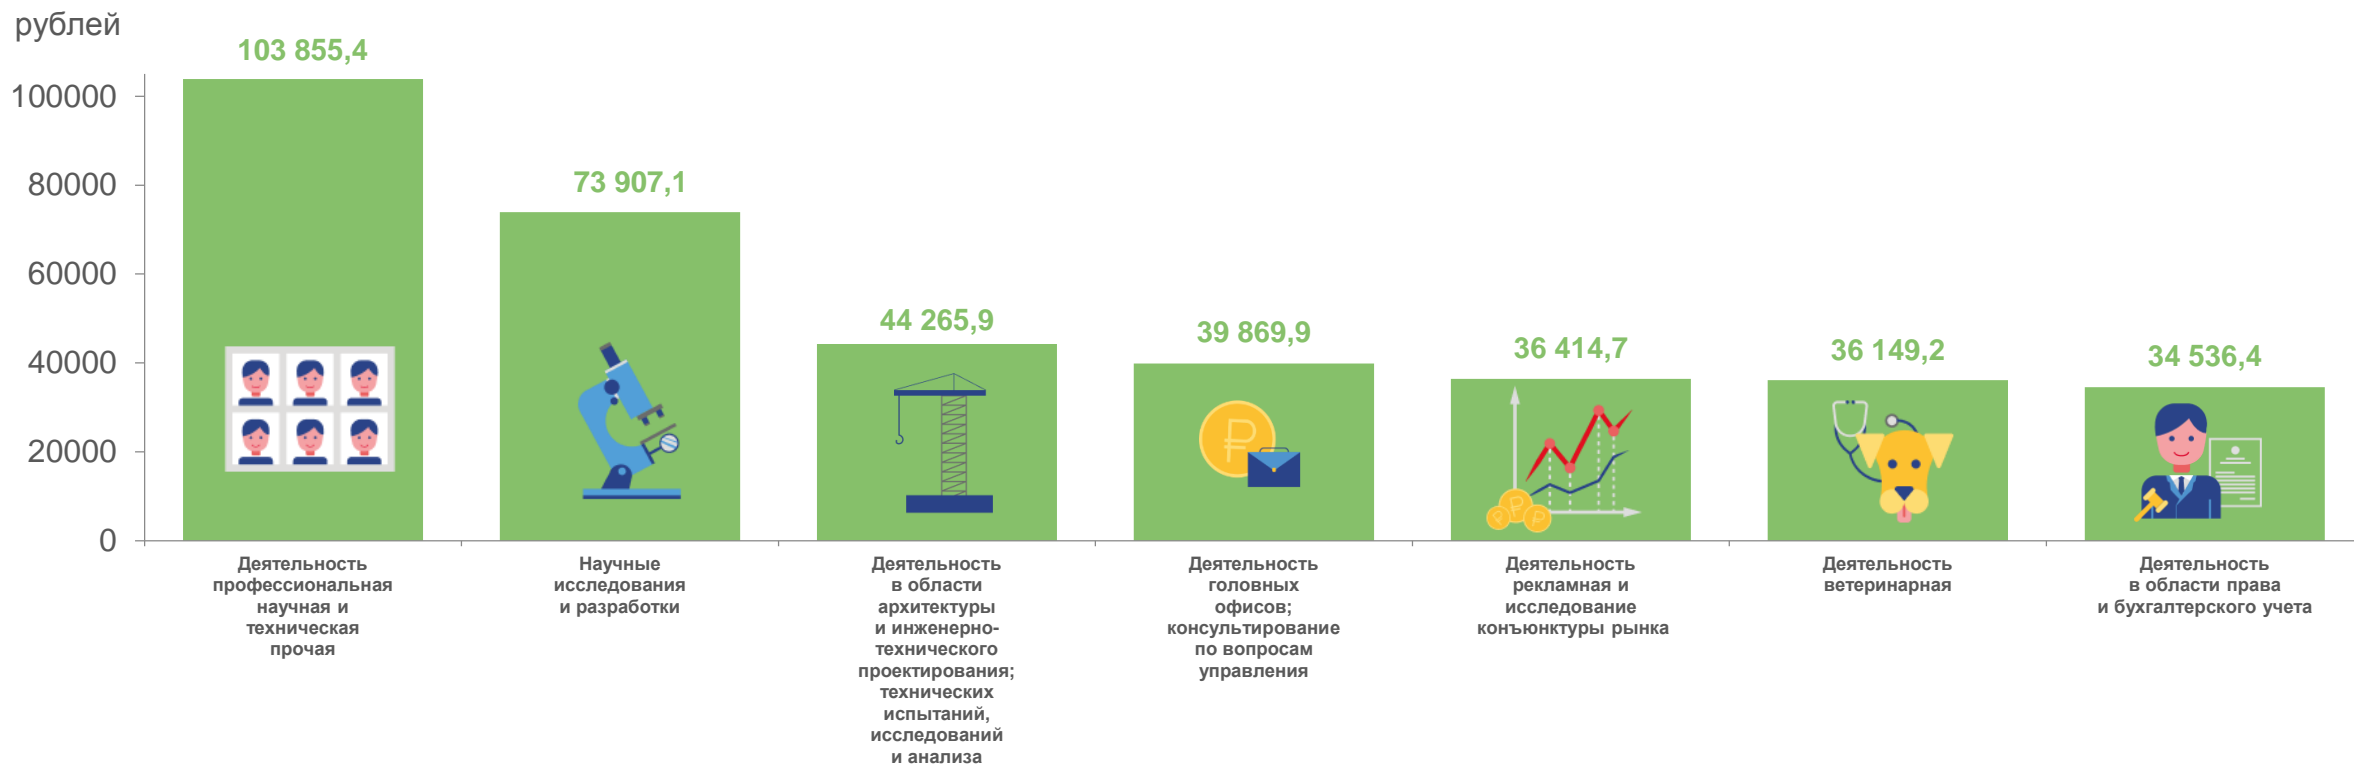 рублей
103 855,4
73 907,1
44 265,9
39 869,9
36 414,7
36 149,2
34 536,4
100000
80000
60000
40000
20000
0
Деятельность
профессиональная
научная и
техническая
прочая
Научные
исследования
и разработки
Деятельность
в области
архитектуры
и инженерно-
технического
проектирования;
технических
испытаний,
исследований
и анализа
Деятельность
головных
офисов;
консультирование
по вопросам
управления
Деятельность
рекламная и
исследование
конъюнктуры рынка
Деятельность
ветеринарная
Деятельность
в области права
и бухгалтерского учета